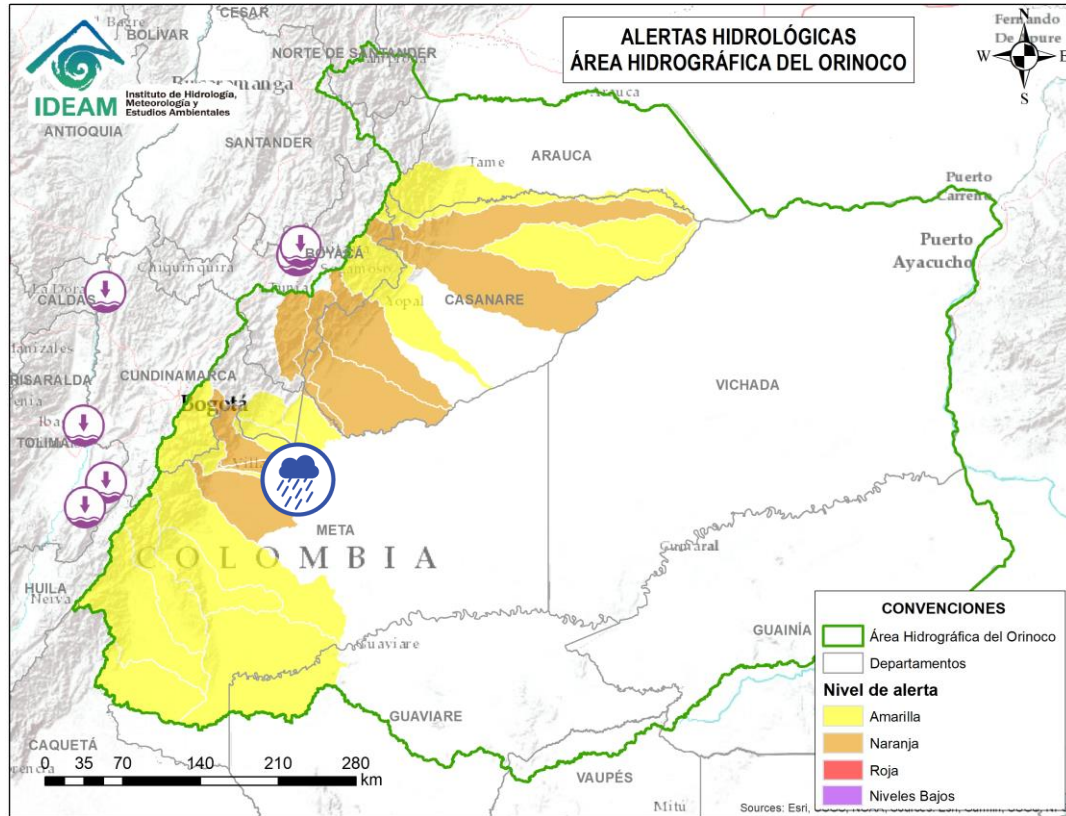 ALERTAS HIDROLÓGICAS
ÁREA HIDROGRÁFICA DEL ORINOCO
N
W
E
S
IDEAM
Instituto de Hidrología,
Meteorología y
Estudios Ambientales
CESAR
BOLÍVAR
NORTE DE SANTANDER
ANTIOQUIA
SANTANDER
Arauca
ARAUCA
Tame
Puerto
Carreño
Puerto
Ayacucho
BOYACÁ
Chiquinquirá
Tunja
CALDAS
Yopal
CASANARE
RISARALDA
CUNDINAMARCA
Bogotá
VICHADA
TOLIMA
META
COLOMBIA
HUILA
Neiva
Guaviare
GUAINÍA
GUAVIARE
CAQUETÁ
VAUPÉS
Mitú
0 35 70 140 210 280
km
CONVENCIONES
Área Hidrográfica del Orinoco
Departamentos
Nivel de alerta
Amarilla
Naranja
Roja
Niveles Bajos
Sources: Esri,